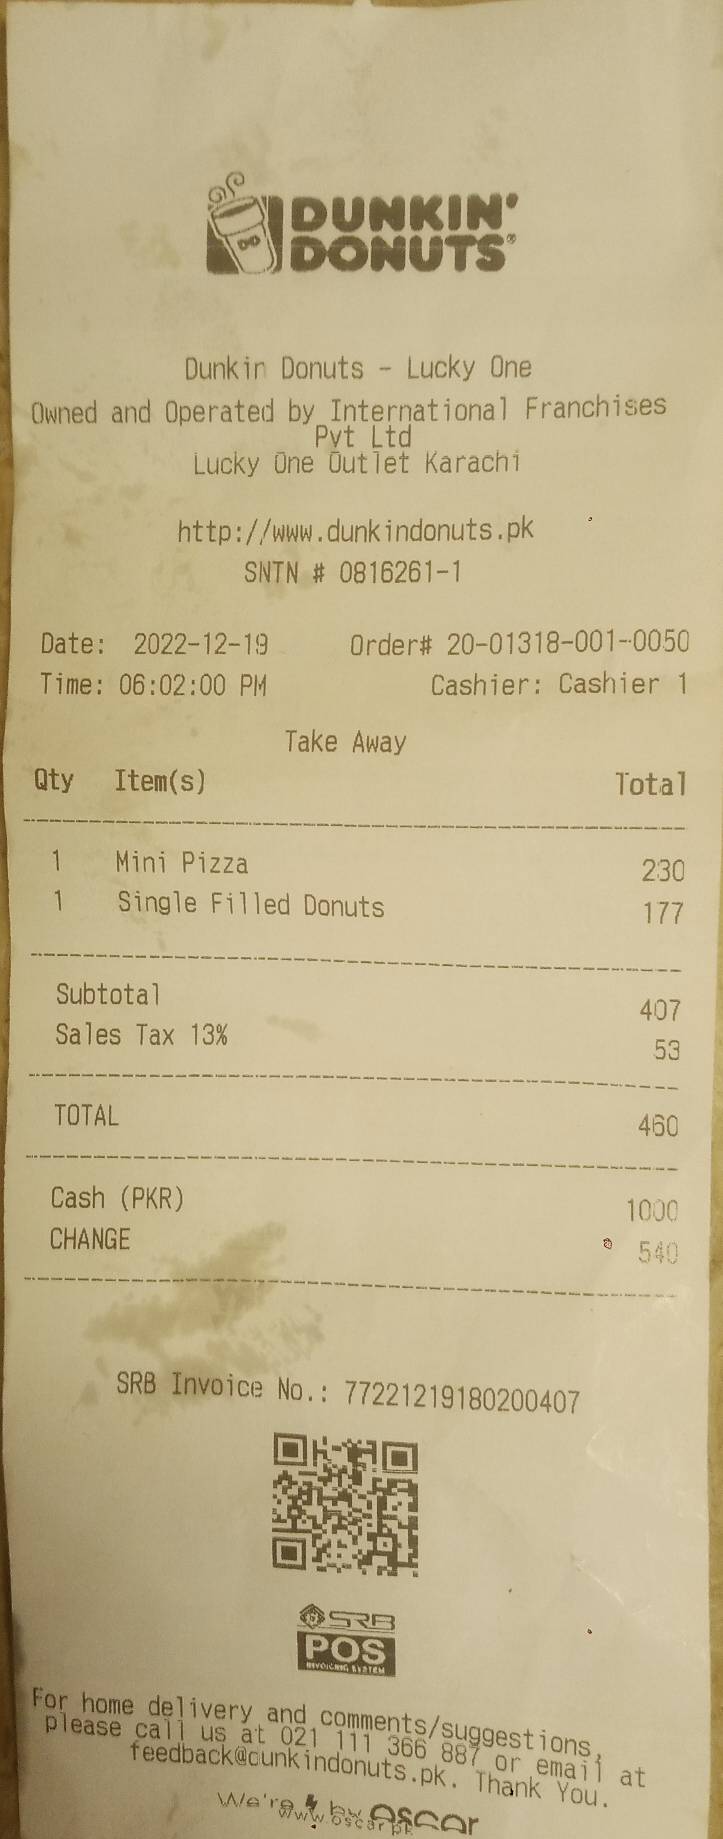 DUNKIN'
DONUTS®
Dunkin Donuts - Lucky One
Owned and Operated by International Franchises
Pvt Ltd
Lucky One Outlet Karachi
http://www.dunkindonuts.pk
SNTN # 0816261-1
Date: 2022-12-19 Order# 20-01318-001-0050
Time: 06:02:00 PM Cashier: Cashier 1
Take Away
Qty Item(s) Total
1 Mini Pizza 230
1 Single Filled Donuts 177
Subtotal 407
Sales Tax 13% 53
TOTAL 460
Cash (PKR) 1000
CHANGE 540
SRB Invoice No.: 77221219180200407
SRB
POS
INVOICING SYSTEM
For home delivery and comments/suggestions,
please call us at 021 111 366 887 or email at
feedback@dunkindonuts.pk. Thank You.
We're by oscar
www.oscar.pk